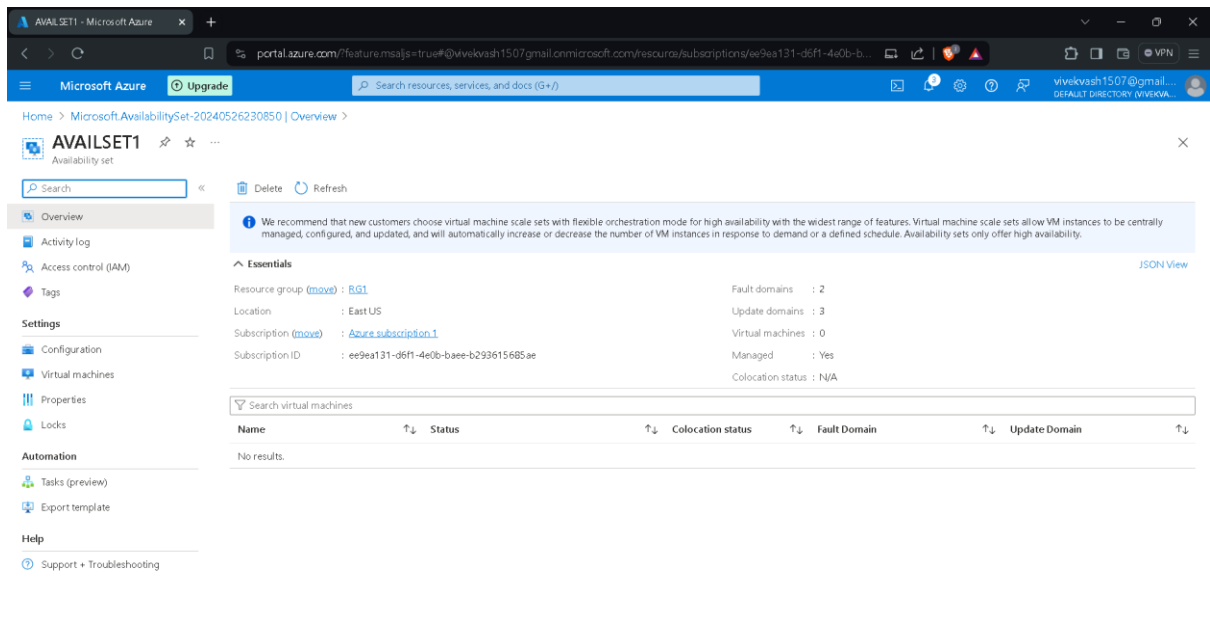 AVAILSET1 - Microsoft Azure
portal.azure.com/?feature.msaljs=true#@vivekvash1507gmail.onmicrosoft.com/resource/subscriptions/ee9ea131-d6f1-4e0b-b...
VPN
Microsoft Azure
Upgrade
Search resources, services, and docs (G+/)
3
vivekvash1507@gmail....
DEFAULT DIRECTORY (VIVEKVA...
Home > Microsoft.AvailabilitySet-20240526230850 | Overview >
AVAILSET1
Availability set
Search
Delete
Refresh
Overview
Activity log
Access control (IAM)
Tags
Settings
Configuration
Virtual machines
Properties
Locks
Automation
Tasks (preview)
Export template
Help
Support + Troubleshooting
We recommend that new customers choose virtual machine scale sets with flexible orchestration mode for high availability with the widest range of features. Virtual machine scale sets allow VM instances to be centrally
managed, configured, and updated, and will automatically increase or decrease the number of VM instances in response to demand or a defined schedule. Availability sets only offer high availability.
Essentials
JSON View
Resource group (move) : RG1
Location : East US
Subscription (move) : Azure subscription 1
Subscription ID : ee9ea131-d6f1-4e0b-baee-b293615685ae
Fault domains : 2
Update domains : 3
Virtual machines : 0
Managed : Yes
Colocation status : N/A
Search virtual machines
Name Status Colocation status Fault Domain Update Domain
No results.